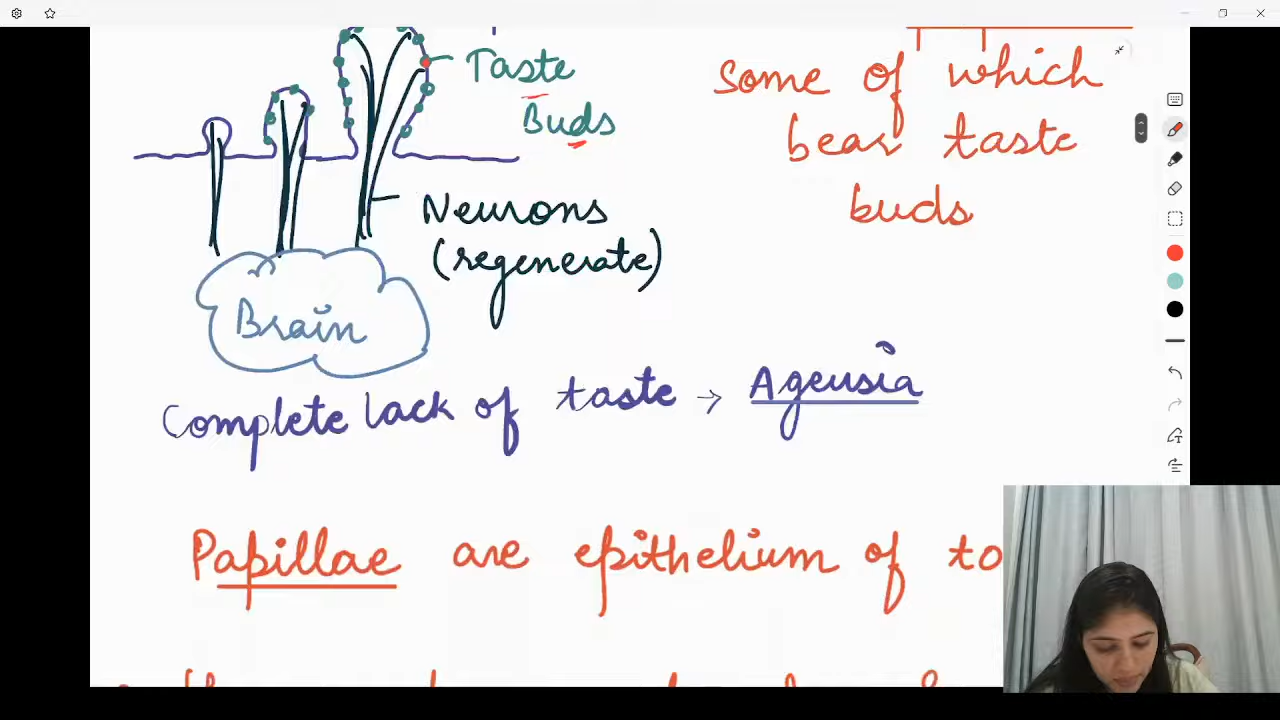 Taste
Buds
Some of which
bear taste
buds
Neurons
(regenerate)
Brain
Complete lack of taste → Ageusia
Papillae are epithelium of to